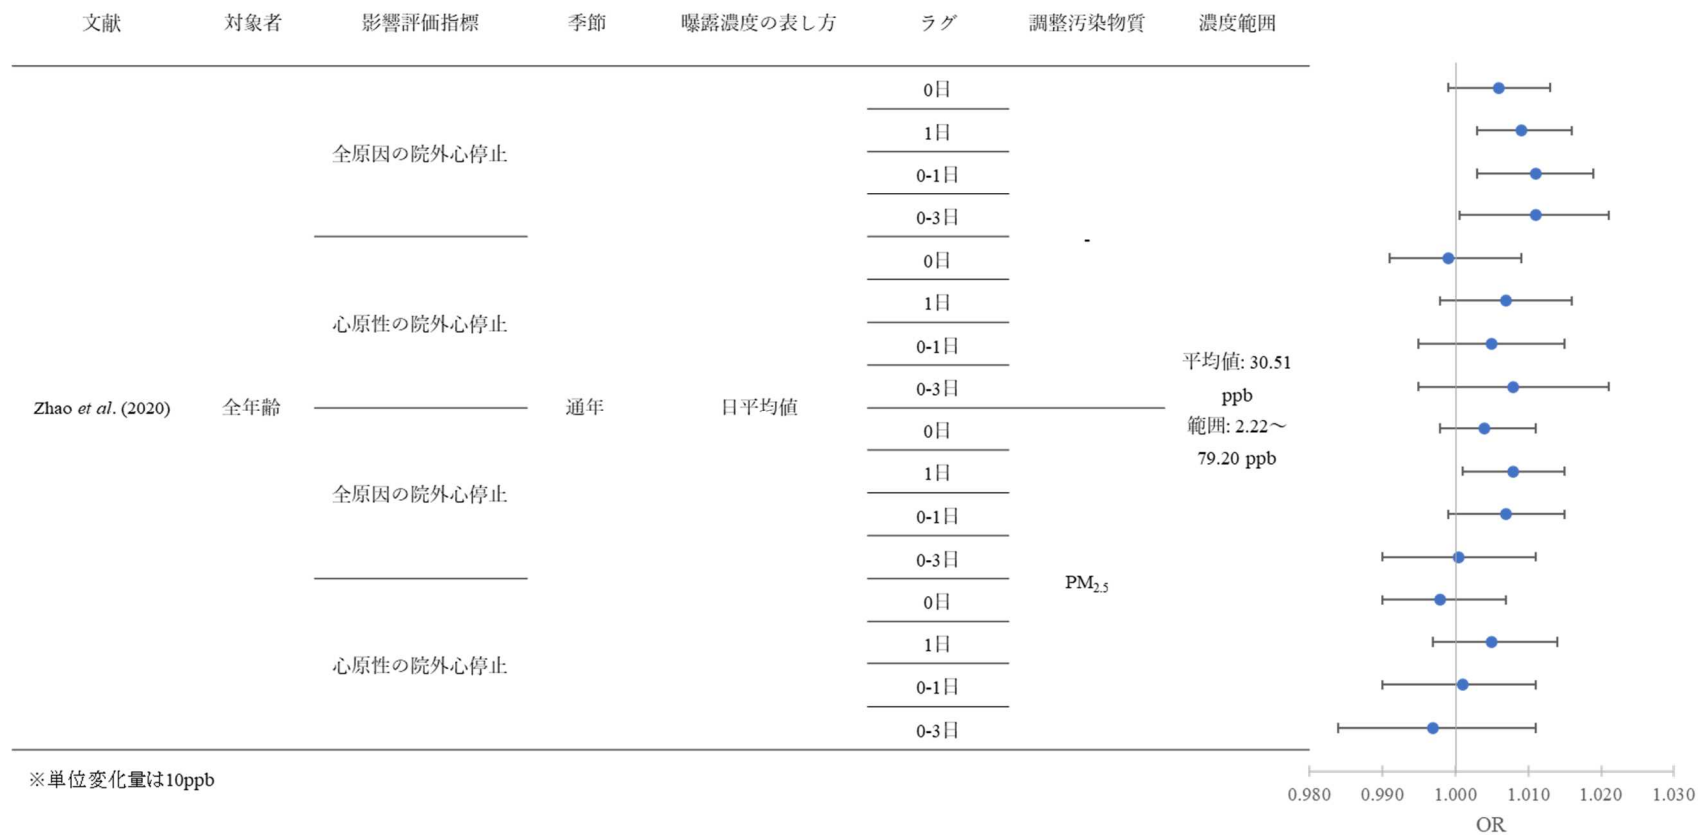 文献 対象者 影響評価指標 季節 曝露濃度の表し方 ラグ 調整汚染物質 濃度範囲
0日
1日
全原因の院外心停止
0-1日
0-3日
-
0日
1日
心原性の院外心停止
0-1日
平均値: 30.51
ppb
0-3日
Zhao et al. (2020) 全年齢 通年 日平均値
範囲: 2.22～
79.20 ppb
0日
1日
全原因の院外心停止
0-1日
0-3日
PM2.5
0日
1日
心原性の院外心停止
0-1日
0-3日
※単位変化量は10ppb
0.980 0.990 1.000 1.010 1.020 1.030
OR